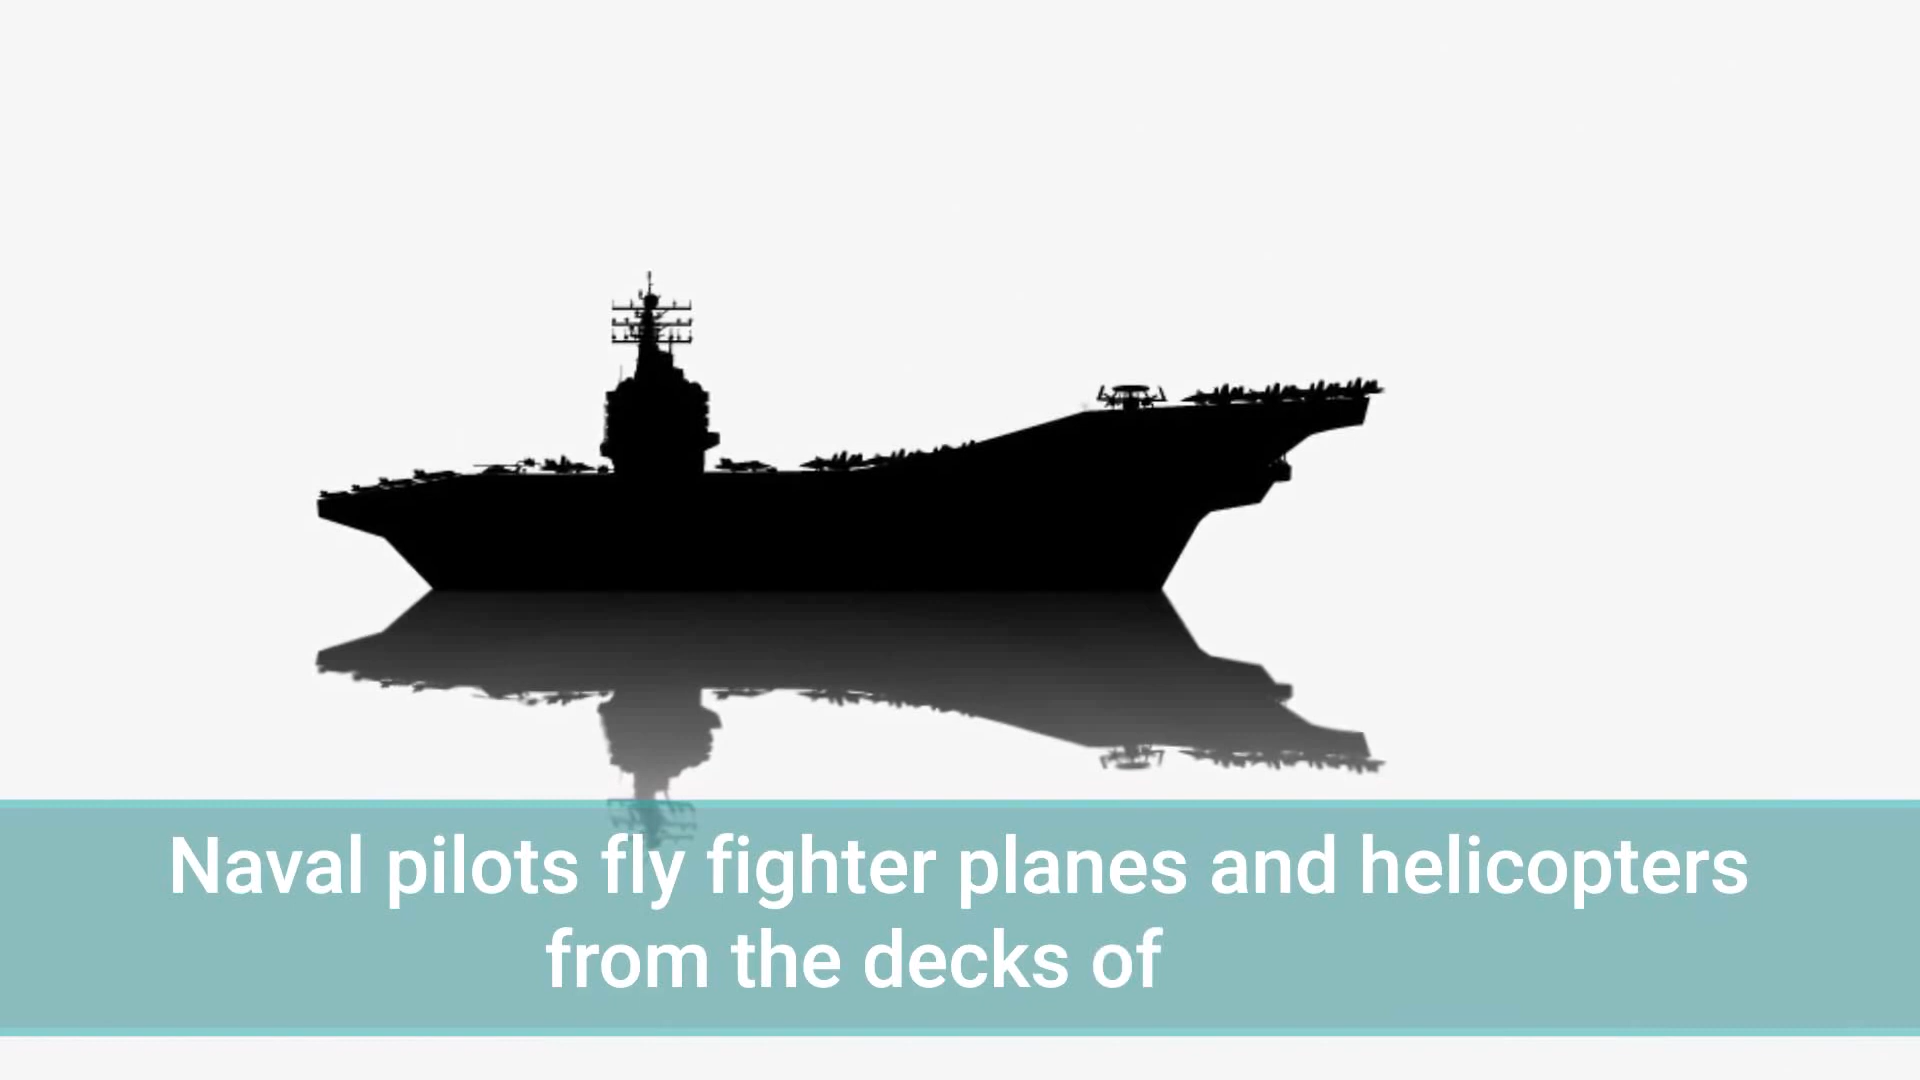 Naval pilots fly fighter planes and helicopters
from the decks of